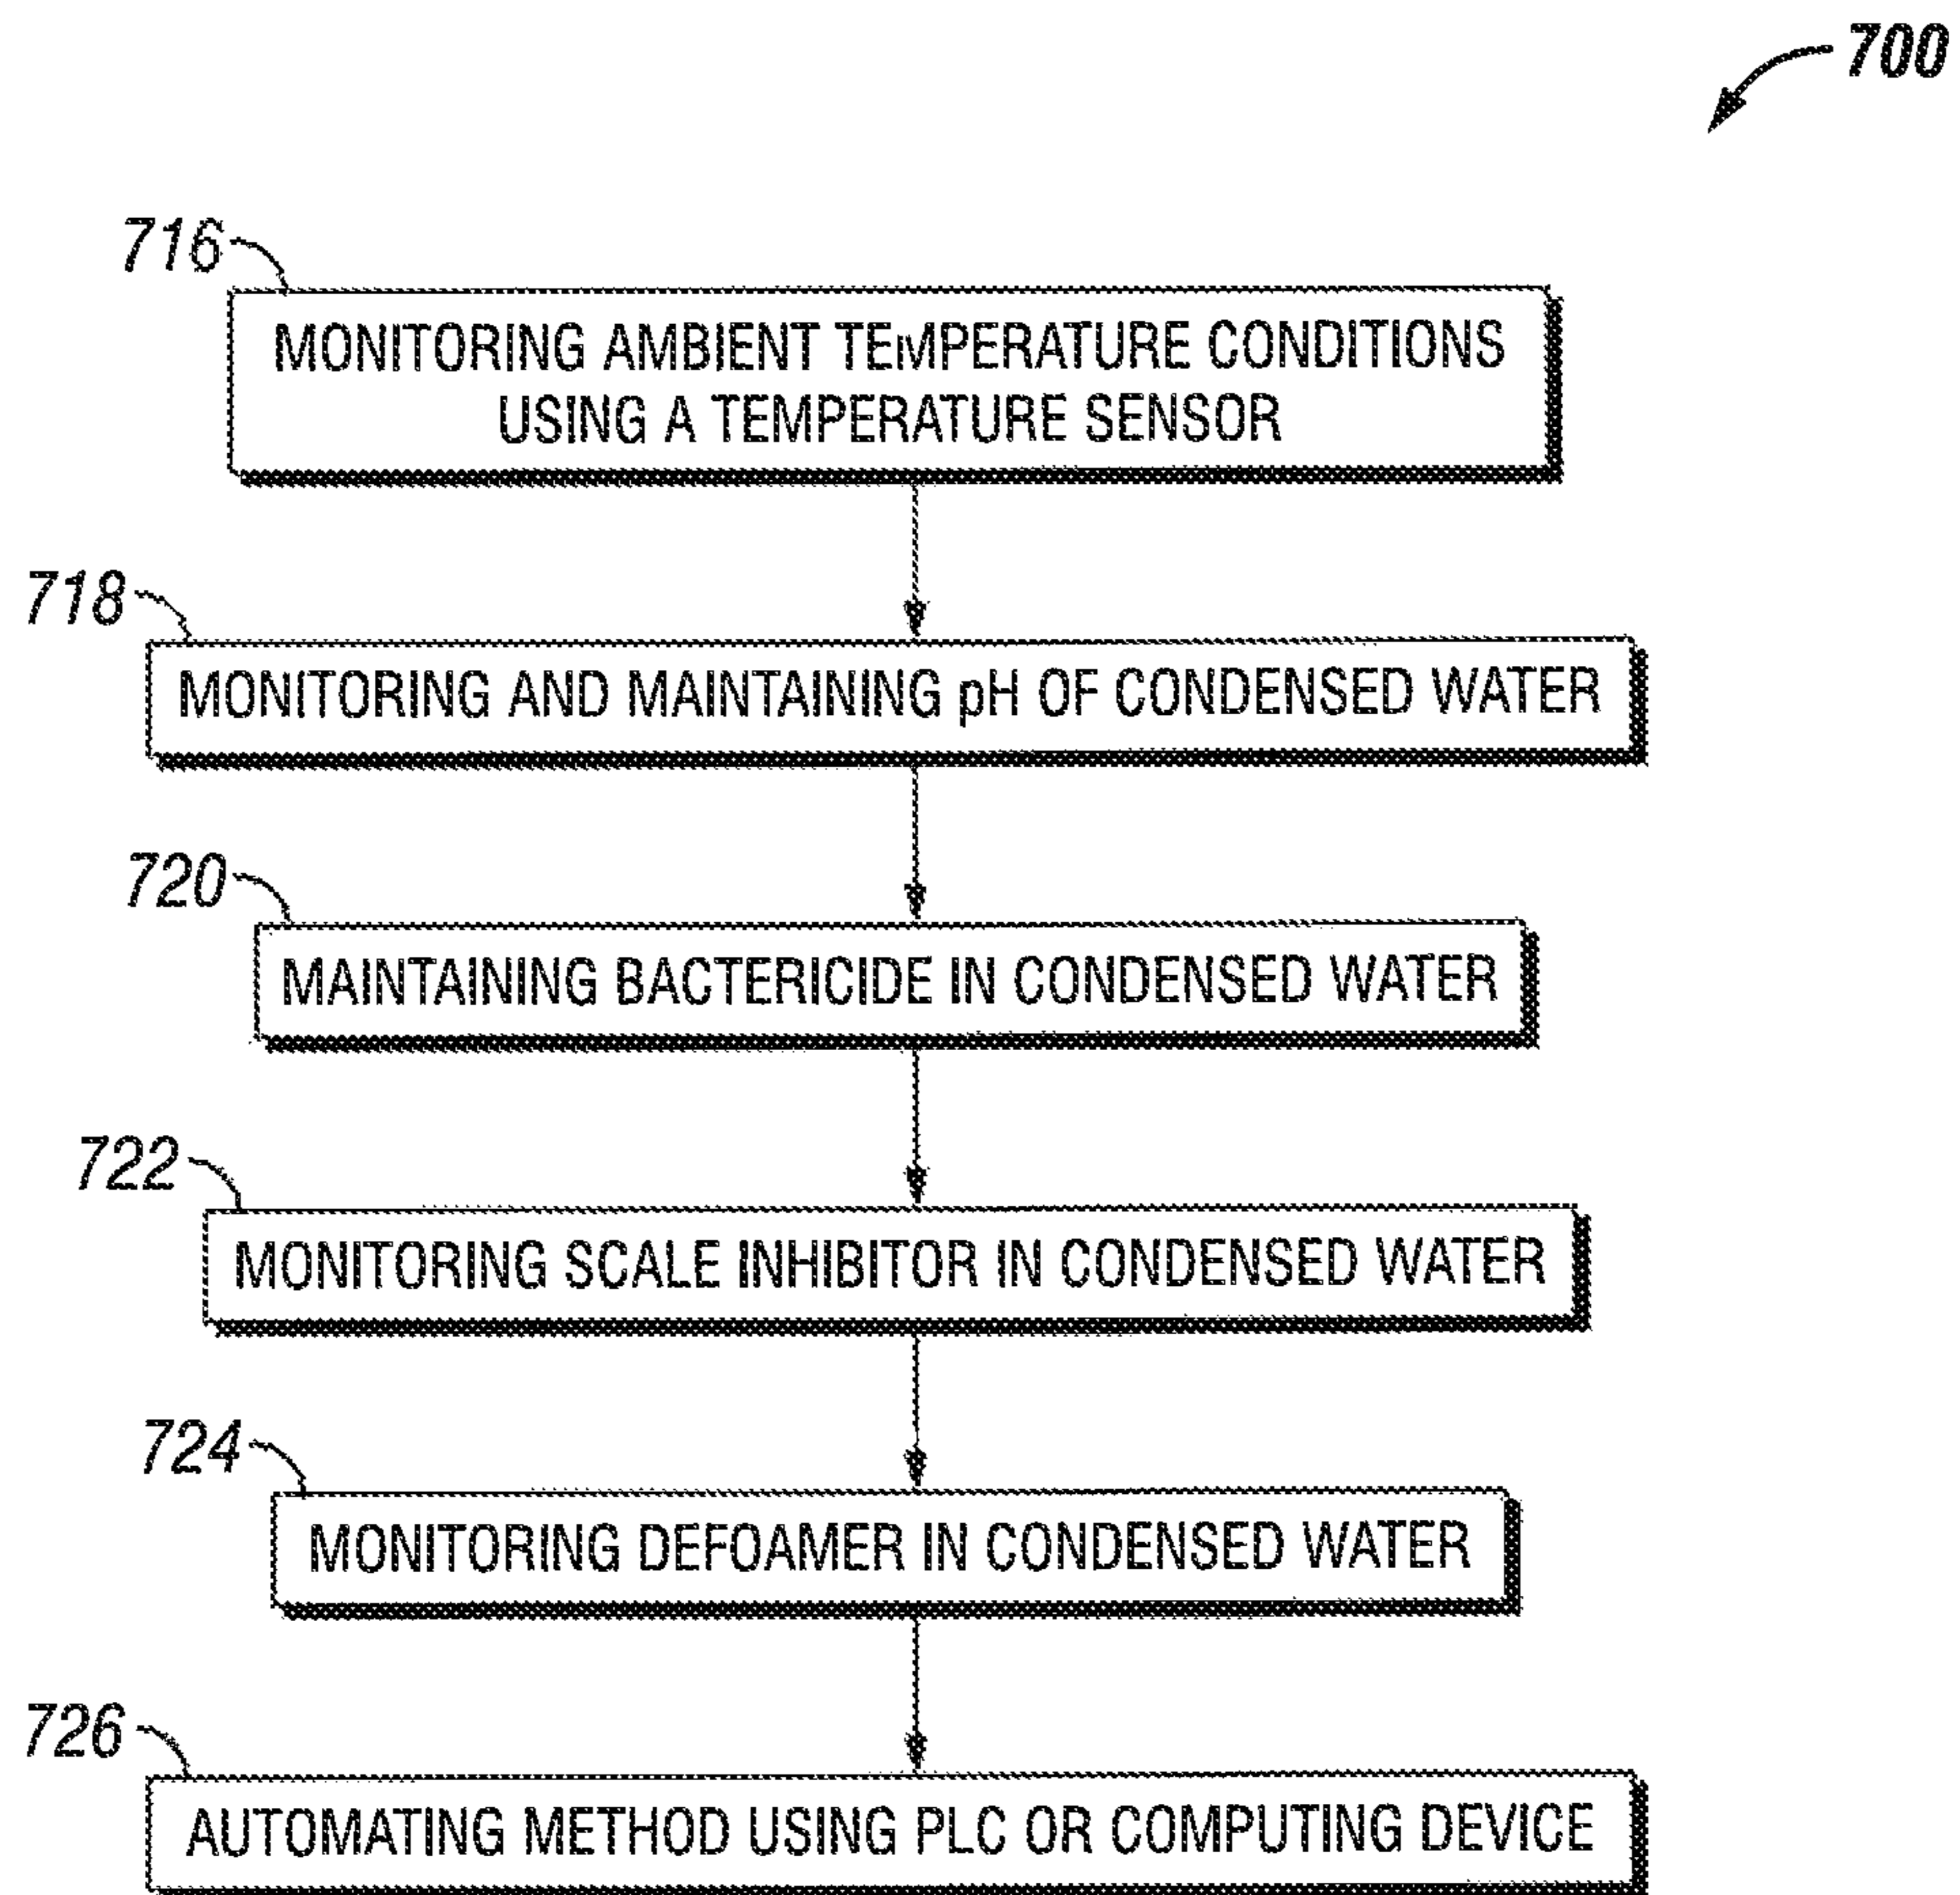 700
716
MONITORING AMBIENT TEMPERATURE CONDITIONS
USING A TEMPERATURE SENSOR
718
MONITORING AND MAINTAINING pH OF CONDENSED WATER
720
MAINTAINING BACTERICIDE IN CONDENSED WATER
722
MONITORING SCALE INHIBITOR IN CONDENSED WATER
724
MONITORING DEFOAMER IN CONDENSED WATER
726
AUTOMATING METHOD USING PLC OR COMPUTING DEVICE